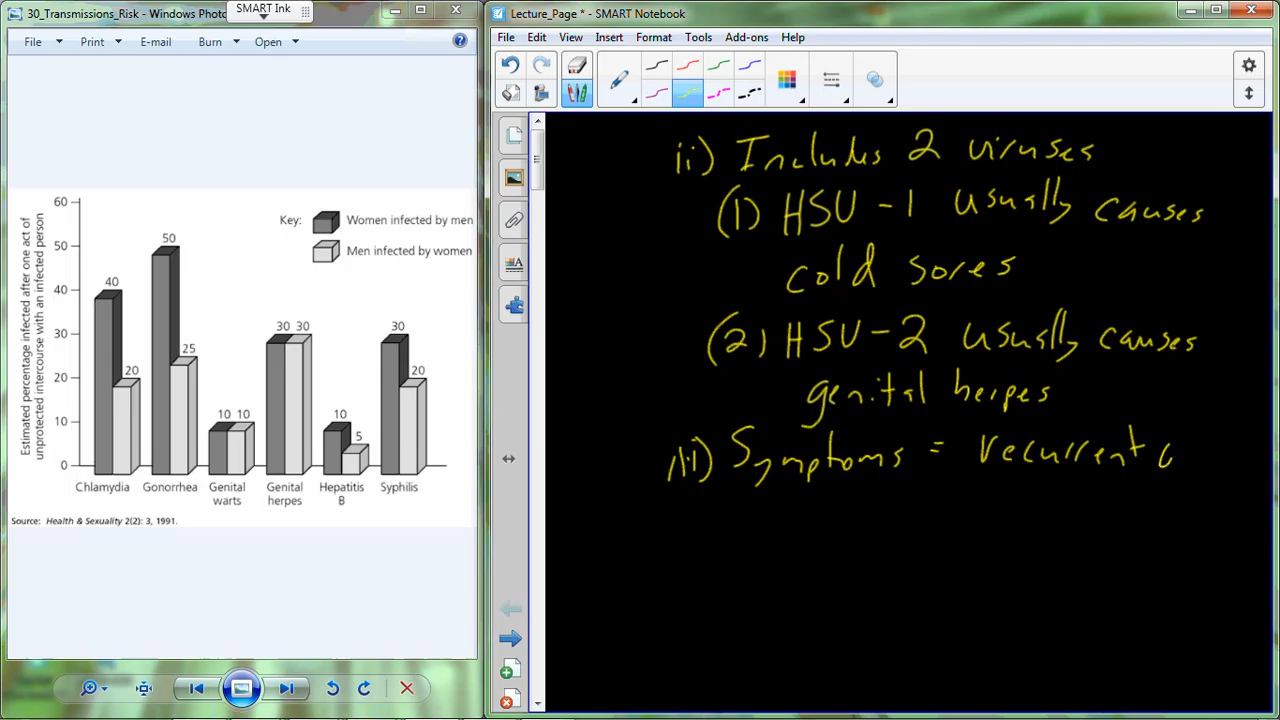 30_Transmissions_Risk - Windows Photo
SMART Ink
File Print E-mail Burn Open
60
50
40
30
20
10
0
Estimated percentage infected after one act of
unprotected intercourse with an infected person
Key: Women infected by men
Men infected by women
40 20
50 25
10 10
30 30
10 5
30 20
Chlamydia Gonorrhea Genital warts Genital herpes Hepatitis B Syphilis
Source: Health & Sexuality 2(2): 3, 1991.
Lecture_Page * - SMART Notebook
File Edit View Insert Format Tools Add-ons Help
ii) Includes 2 viruses
(1) HSV-1 usually causes
cold sores
(2) HSV-2 usually causes
genital herpes
iii) Symptoms = recurrent